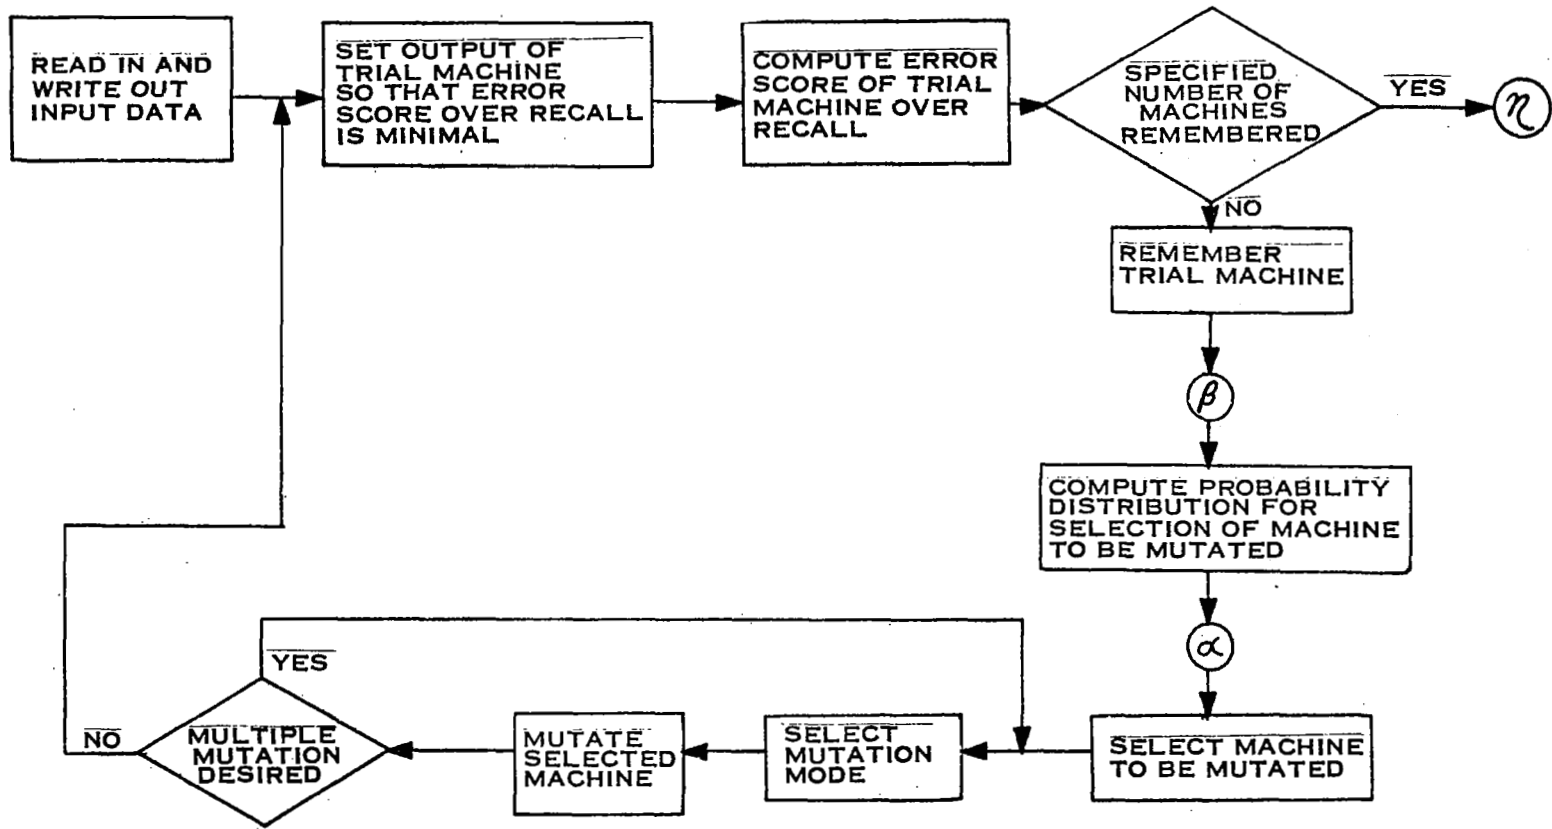 READ IN AND
WRITE OUT
INPUT DATA
SET OUTPUT OF
TRIAL MACHINE
SO THAT ERROR
SCORE OVER RECALL
IS MINIMAL
COMPUTE ERROR
SCORE OF TRIAL
MACHINE OVER
RECALL
SPECIFIED
NUMBER OF
MACHINES
REMEMBERED
YES
η
NO
REMEMBER
TRIAL MACHINE
β
COMPUTE PROBABILITY
DISTRIBUTION FOR
SELECTION OF MACHINE
TO BE MUTATED
α
SELECT MACHINE
TO BE MUTATED
SELECT
MUTATION
MODE
MUTATE
SELECTED
MACHINE
MULTIPLE
MUTATION
DESIRED
YES
NO